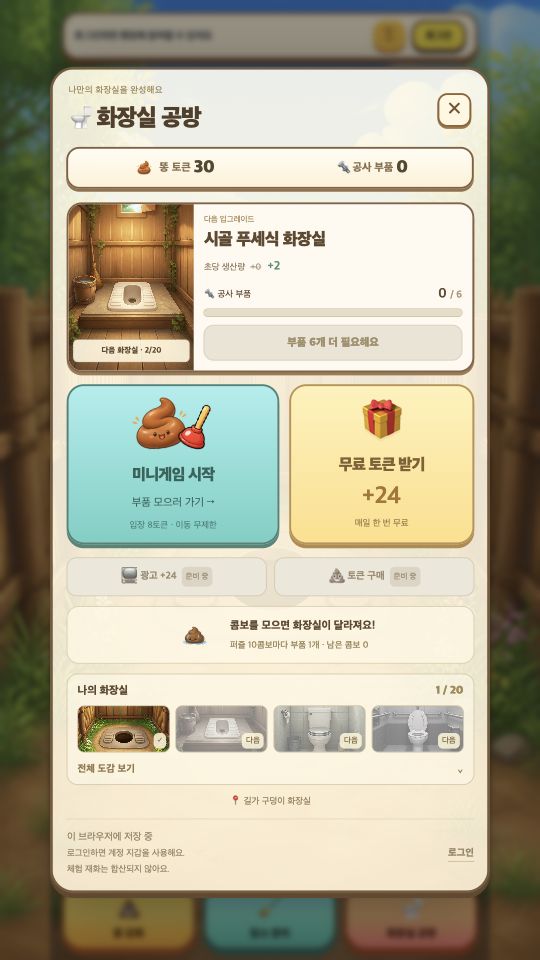 나만의 화장실을 완성해요
화장실 공방
똥 토큰 30
공사 부품 0
다음 업그레이드
시골 푸세식 화장실
초당 생산량 +0 +2
공사 부품 0 / 6
부품 6개 더 필요해요
다음 화장실 · 2/20
미니게임 시작
부품 모으러 가기 →
입장 8토큰 · 이동 무제한
무료 토큰 받기
+24
매일 한 번 무료
광고 +24 준비 중
토큰 구매 준비 중
콤보를 모으면 화장실이 달라져요!
퍼즐 10콤보마다 부품 1개 · 남은 콤보 0
나의 화장실 1 / 20
다음 다음 다음
전체 도감 보기
길가 구덩이 화장실
이 브라우저에 저장 중
로그인하면 계정 지갑을 사용해요.
체험 재화는 합산되지 않아요.
로그인